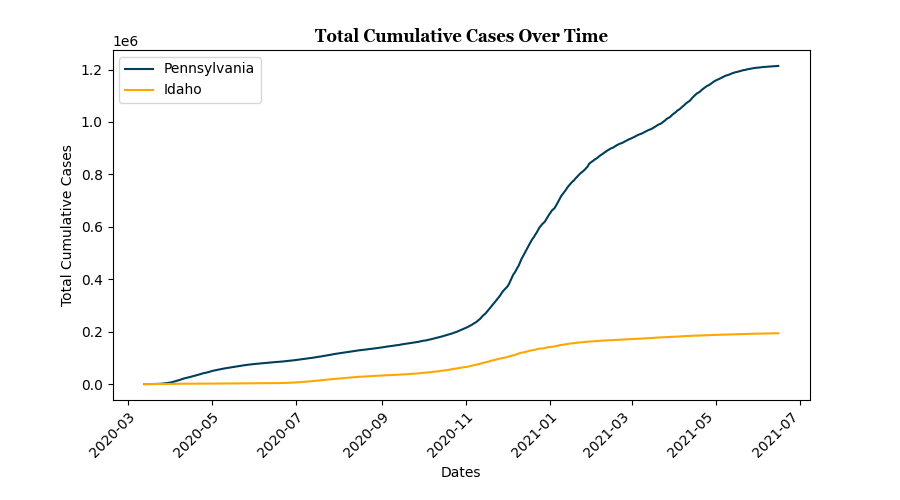 Total Cumulative Cases Over Time
1e6
Pennsylvania
Idaho
1.2
1.0
0.8
0.6
0.4
0.2
0.0
Total Cumulative Cases
2020-03
2020-05
2020-07
2020-09
2020-11
2021-01
2021-03
2021-05
2021-07
Dates